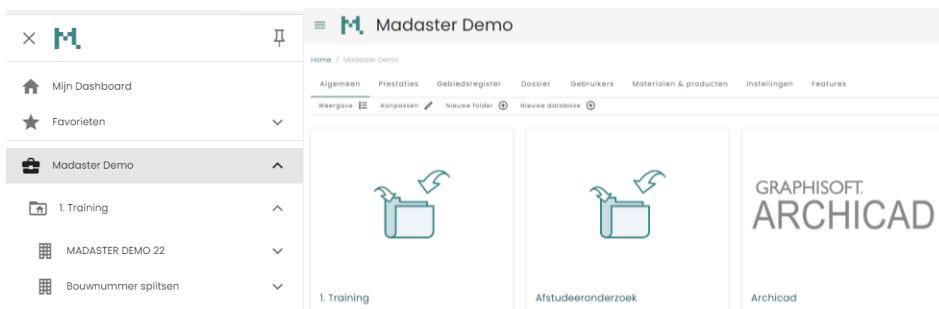 M.
Mijn Dashboard
Favorieten
Madaster Demo
1. Training
MADASTER DEMO 22
Bouwnummer splitsen
M. Madaster Demo
Home / Madaster Demo
Algemeen Prestaties Gebiedsregister Dossier Gebruikers Materialen & producten Instellingen Features
Weergave Aanpassen Nieuwe folder Nieuwe database
GRAPHISOFT.
ARCHICAD
1. Training Afstudeeronderzoek Archicad